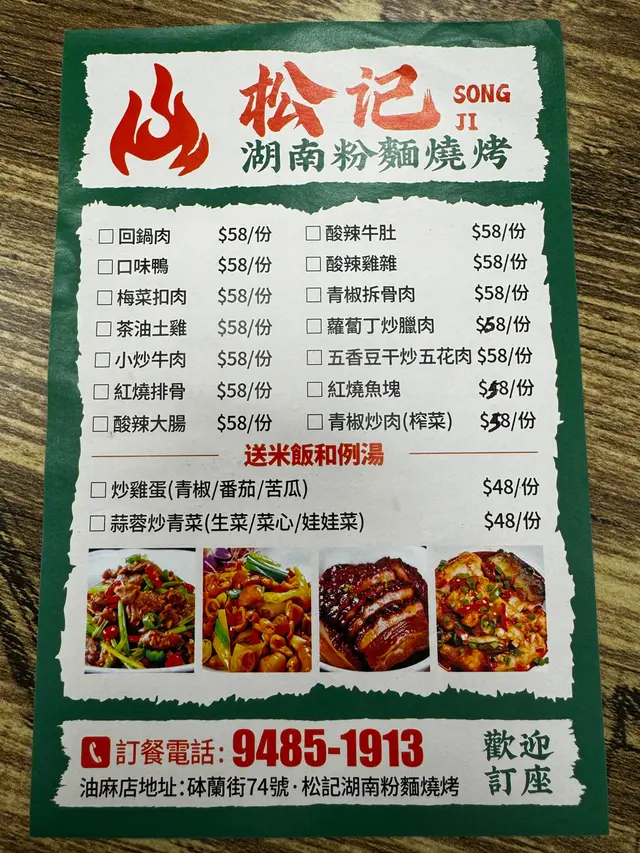 松记 SONG JI
湖南粉麵燒烤
□回鍋肉 $58/份
□口味鴨 $58/份
□梅菜扣肉 $58/份
□茶油土雞 $58/份
□小炒牛肉 $58/份
□紅燒排骨 $58/份
□酸辣大腸 $58/份
□酸辣牛肚 $58/份
□酸辣雞雜 $58/份
□青椒拆骨肉 $58/份
□蘿蔔丁炒臘肉 $58/份
□五香豆干炒五花肉 $58/份
□紅燒魚塊 $58/份
□青椒炒肉(榨菜) $58/份
送米飯和例湯
□炒雞蛋(青椒/番茄/苦瓜) $48/份
□蒜蓉炒青菜(生菜/菜心/娃娃菜) $48/份
訂餐電話:9485-1913
油麻店地址:砵蘭街74號·松記湖南粉麵燒烤
歡迎
訂座